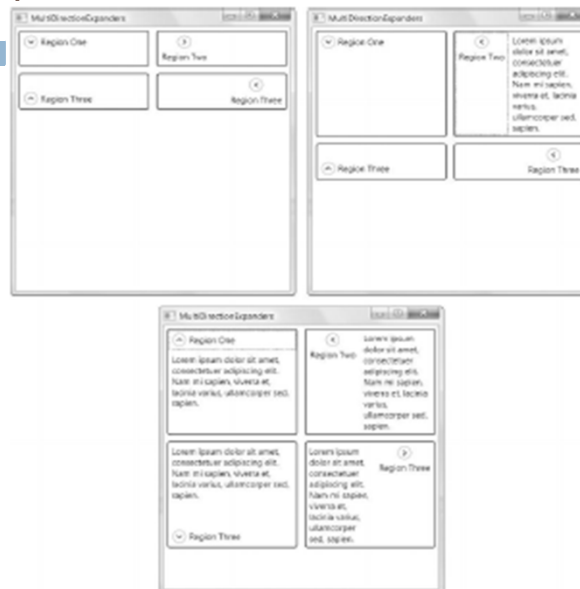 MultiDirectionExpanders
Region One
Region Two
Region Three
Region Three
MultiDirectionExpanders
Region One
Region Two
Lorem ipsum
dolor sit amet,
consectetuer
adipiscing elit.
Nam mi sapien,
viverra et, lacinia
varius,
ullamcorper sed,
sapien.
Region Three
Region Three
MultiDirectionExpanders
Region One
Lorem ipsum dolor sit amet,
consectetuer adipiscing elit.
Nam mi sapien, viverra et,
lacinia varius, ullamcorper sed,
sapien.
Region Two
Lorem ipsum
dolor sit amet,
consectetuer
adipiscing elit.
Nam mi sapien,
viverra et, lacinia
varius,
ullamcorper sed,
sapien.
Lorem ipsum dolor sit amet,
consectetuer adipiscing elit.
Nam mi sapien, viverra et,
lacinia varius, ullamcorper sed,
sapien.
Region Three
Lorem ipsum
dolor sit amet,
consectetuer
adipiscing elit.
Nam mi sapien,
viverra et,
lacinia varius,
ullamcorper
sed, sapien.
Region Three